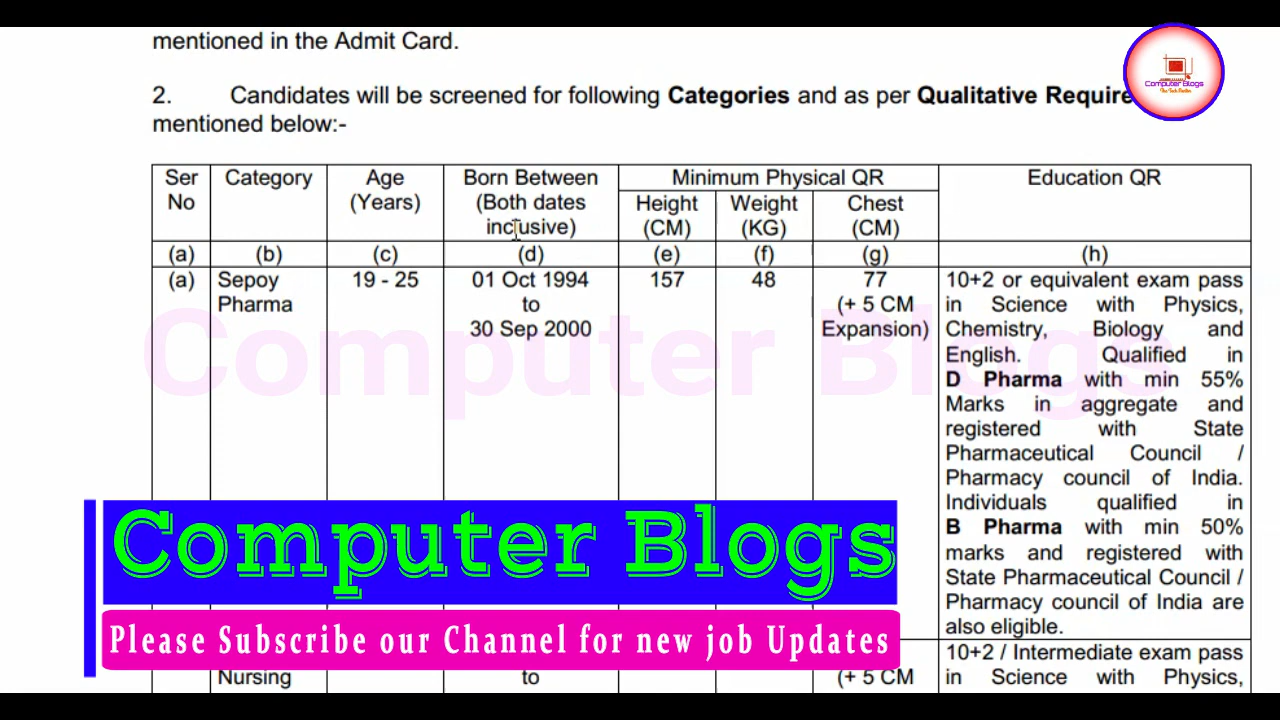 mentioned in the Admit Card.
2. Candidates will be screened for following Categories and as per Qualitative Require
mentioned below:-
Computer Blogs
Ser No
Category
Age (Years)
Born Between (Both dates inclusive)
Minimum Physical QR
Height (CM)
Weight (KG)
Chest (CM)
Education QR
(a) (b) (c) (d) (e) (f) (g) (h)
(a)
Sepoy
Pharma
19 - 25
01 Oct 1994
to
30 Sep 2000
157
48
77
(+ 5 CM
Expansion)
10+2 or equivalent exam pass
in Science with Physics,
Chemistry, Biology and
English. Qualified in
D Pharma with min 55%
Marks in aggregate and
registered with State
Pharmaceutical Council /
Pharmacy council of India.
Individuals qualified in
B Pharma with min 50%
marks and registered with
State Pharmaceutical Council /
Pharmacy council of India are
also eligible.
Nursing
to
(+ 5 CM
10+2 / Intermediate exam pass
in Science with Physics,
Computer Blogs
Computer Blogs
Please Subscribe our Channel for new job Updates